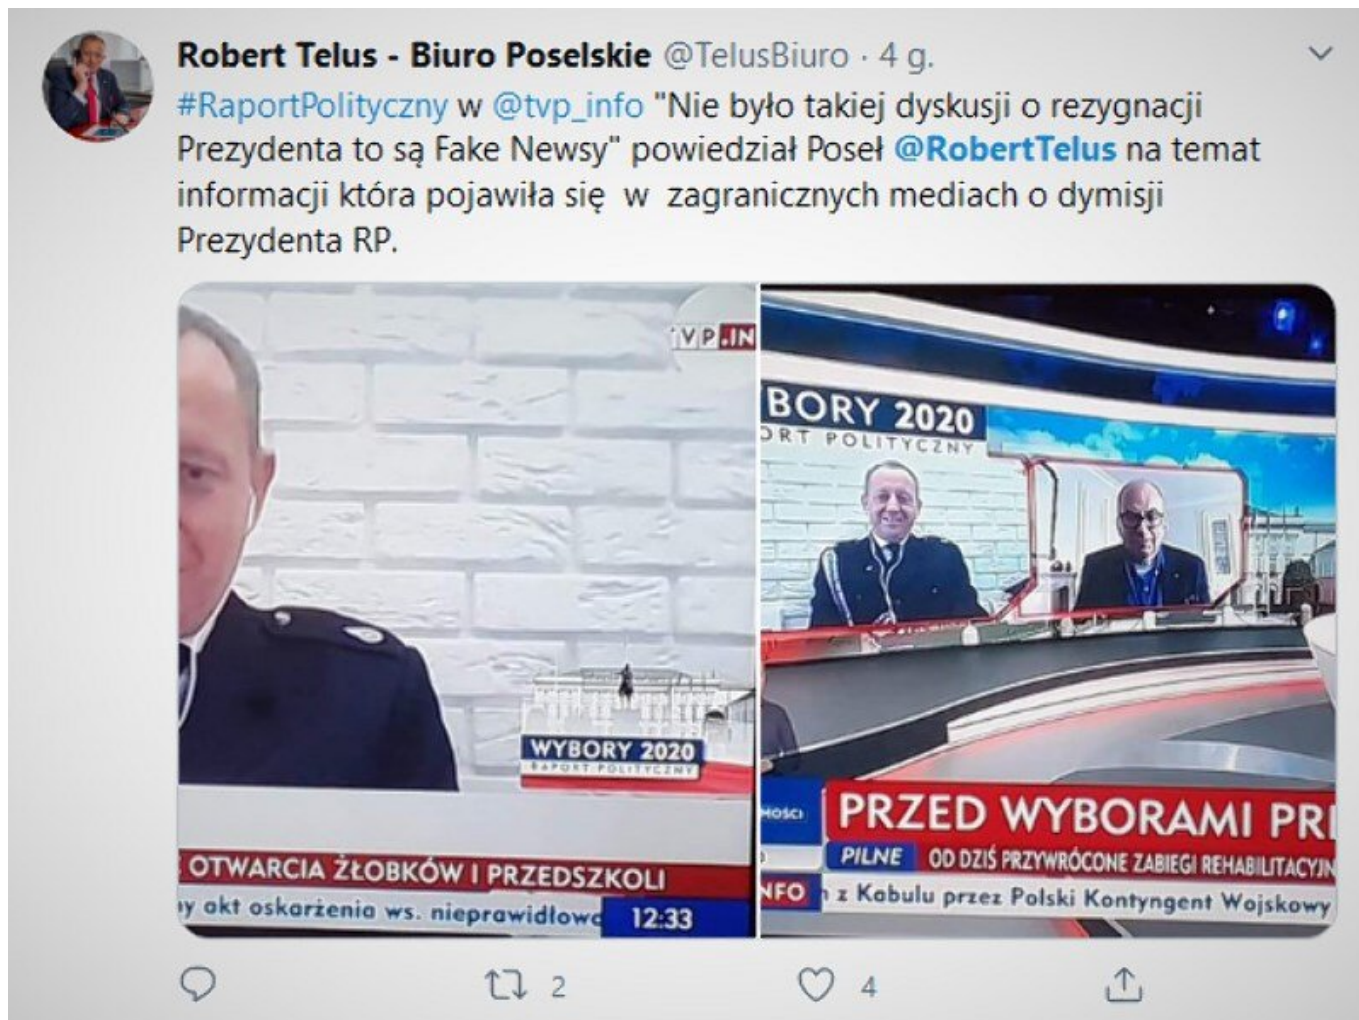 Robert Telus - Biuro Poselskie @TelusBiuro · 4 g.
#RaportPolityczny w @tvp_info "Nie było takiej dyskusji o rezygnacji
Prezydenta to są Fake Newsy" powiedział Poseł @RobertTelus na temat
informacji która pojawiła się w zagranicznych mediach o dymisji
Prezydenta RP.
TVP.IN
WYBORY 2020
RAPORT POLITYCZNY
OTWARCIA ŻŁOBKÓW I PRZEDSZKOLI
y akt oskarżenia ws. nieprawidłowo
12:33
BORY 2020
ORT POLITYCZNY
PRZED WYBORAMI PR
PILNE OD DZIŚ PRZYWRÓCONE ZABIEGI REHABILITACYJN
NFO z Kabulu przez Polski Kontyngent Wojskowy
2
4